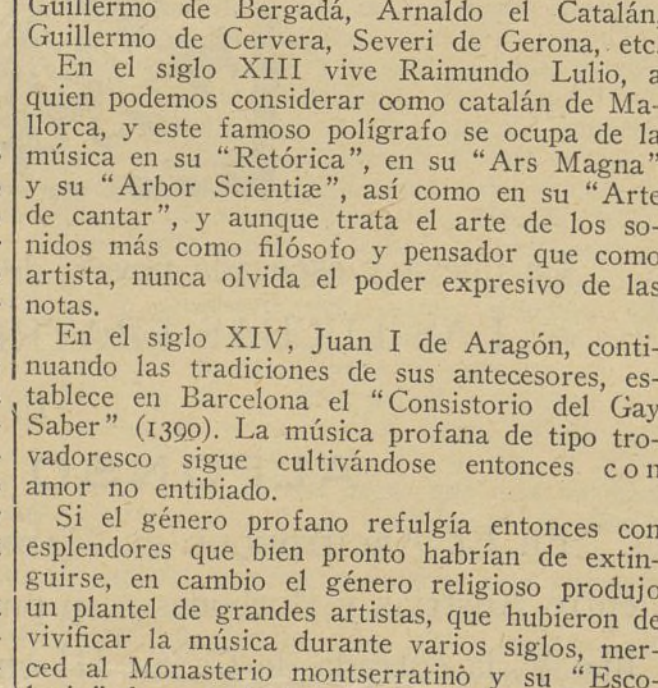 Guillermo de Bergadá, Arnaldo el Catalán,
Guillermo de Cervera, Severi de Gerona, etc.
En el siglo XIII vive Raimundo Lulio, a
quien podemos considerar como catalán de Ma-
llorca, y este famoso polígrafo se ocupa de la
música en su "Retórica", en su "Ars Magna"
y su "Arbor Scientiæ", así como en su "Arte
de cantar", y aunque trata el arte de los so-
nidos más como filósofo y pensador que como
artista, nunca olvida el poder expresivo de las
notas.
En el siglo XIV, Juan I de Aragón, conti-
nuando las tradiciones de sus antecesores, es-
tablece en Barcelona el "Consistorio del Gay
Saber" (1390). La música profana de tipo tro-
vadoresco sigue cultivándose entonces con
amor no entibiado.
Si el género profano refulgía entonces con
esplendores que bien pronto habrían de extin-
guirse, en cambio el género religioso produjo
un plantel de grandes artistas, que hubieron de
vivificar la música durante varios siglos, mer-
ced al Monasterio montserratino y su "Esco-